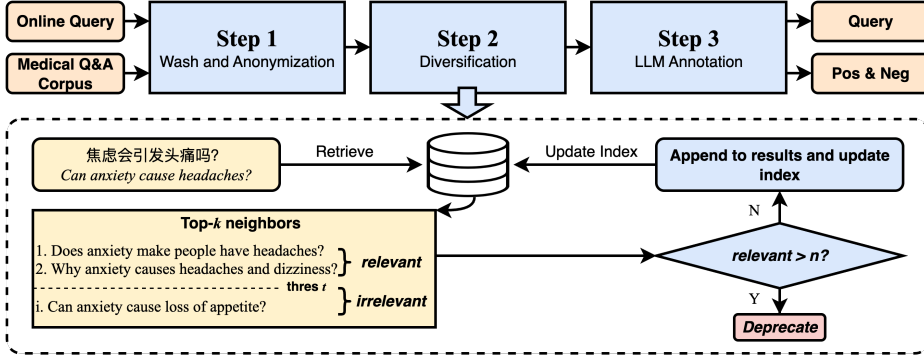 Online Query
Medical Q&A
Corpus
Step 1
Wash and Anonymization
Step 2
Diversification
Step 3
LLM Annotation
Query
Pos & Neg
焦虑会引发头痛吗?
Can anxiety cause headaches?
Retrieve
Update Index
Append to results and update
index
Top-k neighbors
1. Does anxiety make people have headaches?
2. Why anxiety causes headaches and dizziness?
relevant
thres t
i. Can anxiety cause loss of appetite?
irrelevant
N
relevant > n?
Y
Deprecate